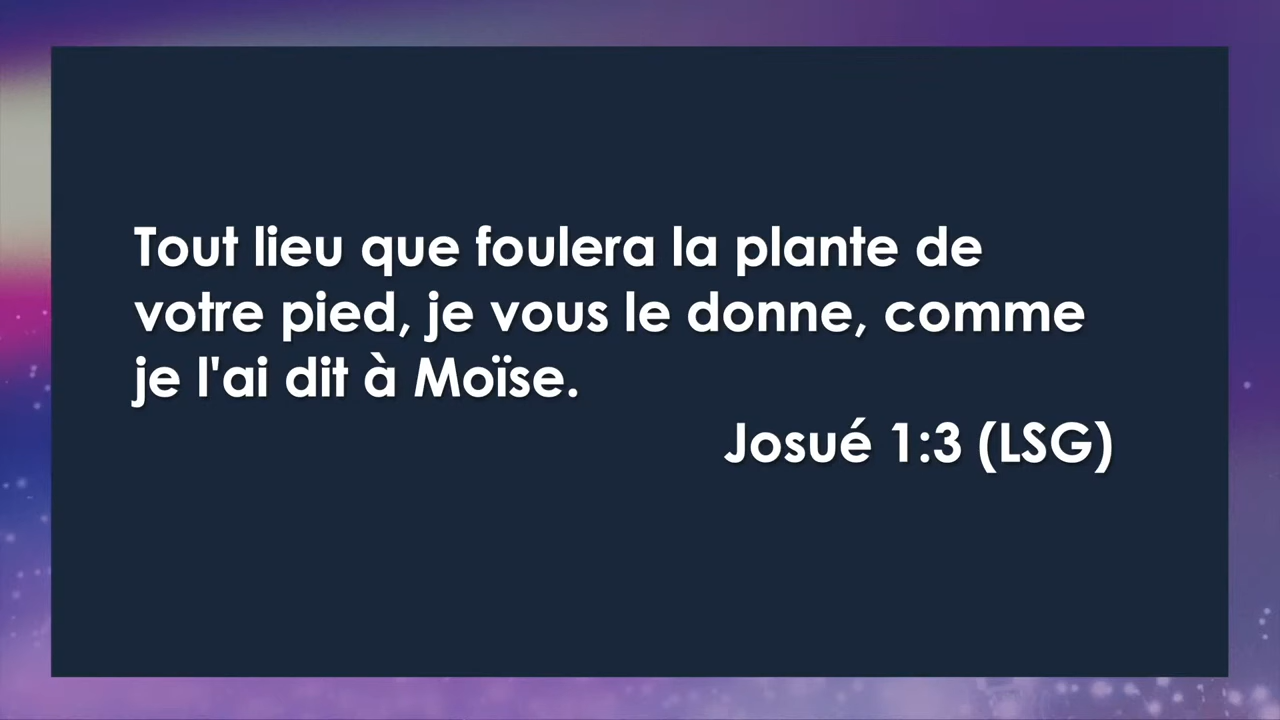 Tout lieu que foulera la plante de
votre pied, je vous le donne, comme
je l'ai dit à Moïse.
Josué 1:3 (LSG)